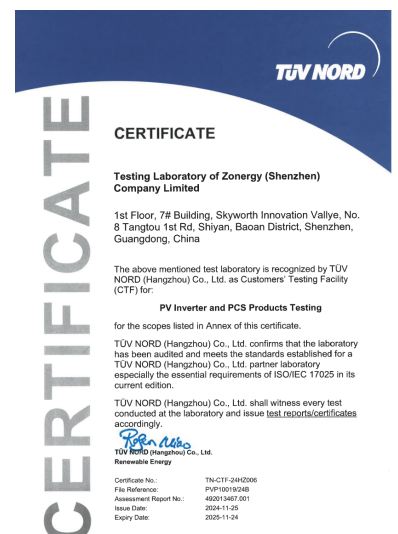 TÜV NORD
CERTIFICATE
CERTIFICATE
Testing Laboratory of Zonergy (Shenzhen)
Company Limited
1st Floor, 7# Building, Skyworth Innovation Vallye, No.
8 Tangtou 1st Rd, Shiyan, Baoan District, Shenzhen,
Guangdong, China
The above mentioned test laboratory is recognized by TÜV
NORD (Hangzhou) Co., Ltd. as Customers' Testing Facility
(CTF) for:
PV Inverter and PCS Products Testing
for the scopes listed in Annex of this certificate.
TÜV NORD (Hangzhou) Co., Ltd. confirms that the laboratory
has been audited and meets the standards established for a
TÜV NORD (Hangzhou) Co., Ltd. partner laboratory
especially the essential requirements of ISO/IEC 17025 in its
current edition.
TÜV NORD (Hangzhou) Co., Ltd. shall witness every test
conducted at the laboratory and issue test reports/certificates
accordingly.
TÜV NORD (Hangzhou) Co., Ltd.
Renewable Energy
Certificate No.: TN-CTF-24HZ006
File Reference: PVP10019/24B
Assessment Report No.: 492013467.001
Issue Date: 2024-11-25
Expiry Date: 2025-11-24